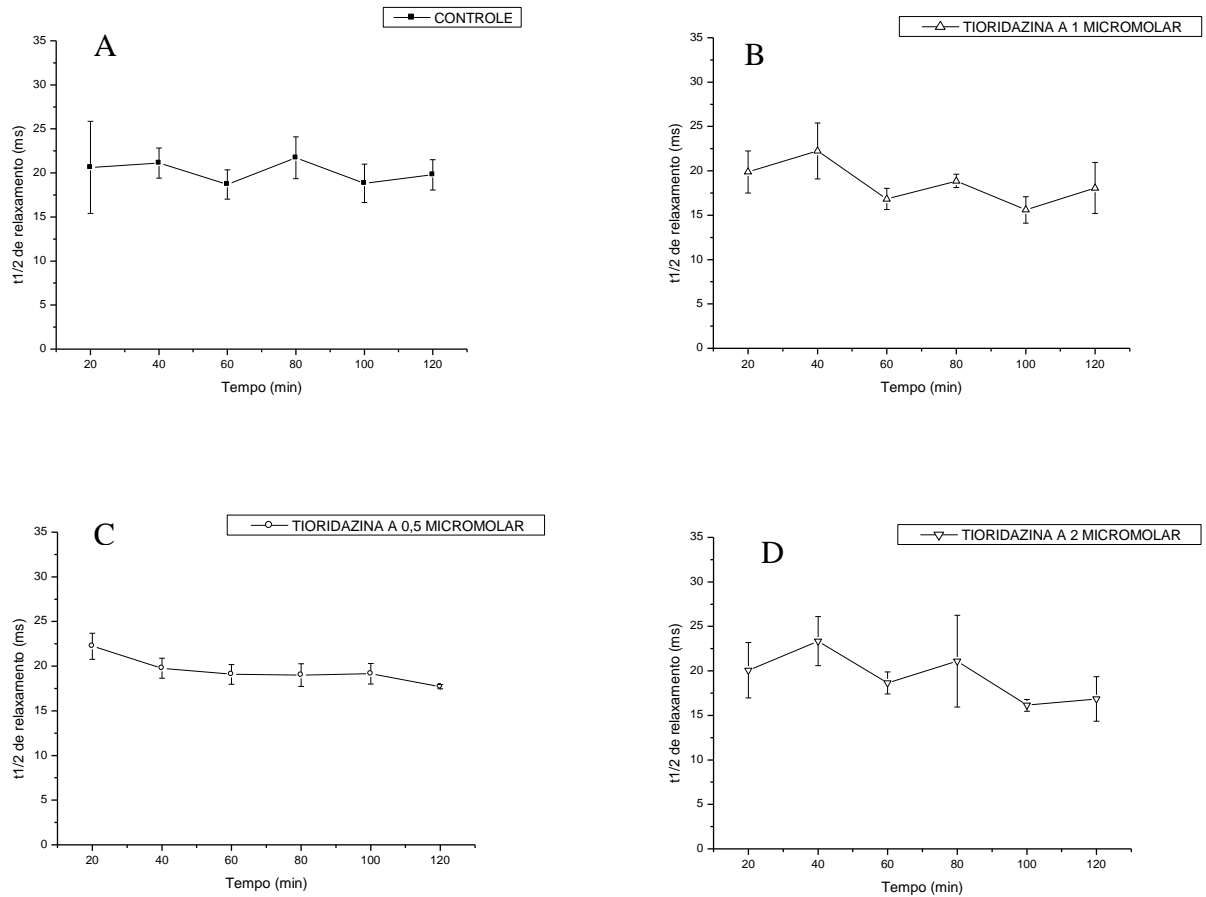 CONTROLE
A
35
30
25
20
15
10
5
0
t1/2 de relaxamento (ms)
20 40 60 80 100 120
Tempo (min)
TIORIDAZINA A 1 MICROMOLAR
B
35
30
25
20
15
10
5
0
t1/2 de relaxamento (ms)
20 40 60 80 100 120
Tempo (min)
TIORIDAZINA A 0,5 MICROMOLAR
C
35
30
25
20
15
10
5
0
t1/2 de relaxamento (ms)
20 40 60 80 100 120
Tempo (min)
TIORIDAZINA A 2 MICROMOLAR
D
35
30
25
20
15
10
5
0
t1/2 de relaxamento (ms)
20 40 60 80 100 120
Tempo (min)